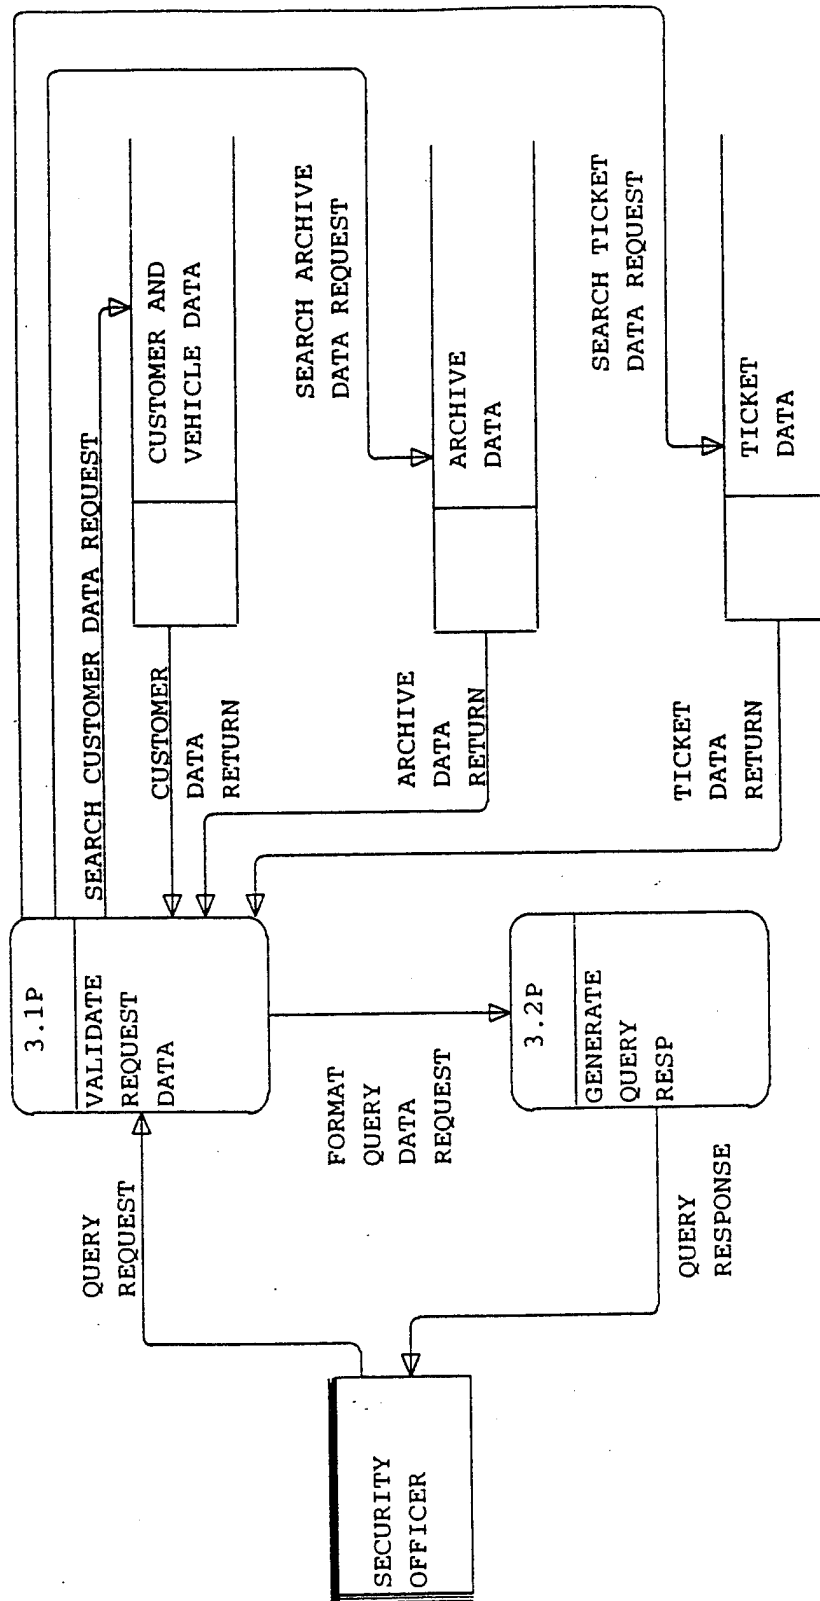 SECURITY
OFFICER
QUERY
REQUEST
3.1P
VALIDATE
REQUEST
DATA
SEARCH CUSTOMER DATA REQUEST
CUSTOMER AND
VEHICLE DATA
CUSTOMER
DATA
RETURN
SEARCH ARCHIVE
DATA REQUEST
ARCHIVE
DATA
ARCHIVE
DATA
RETURN
SEARCH TICKET
DATA REQUEST
TICKET
DATA
TICKET
DATA
RETURN
FORMAT
QUERY
DATA
REQUEST
3.2P
GENERATE
QUERY
RESP
QUERY
RESPONSE